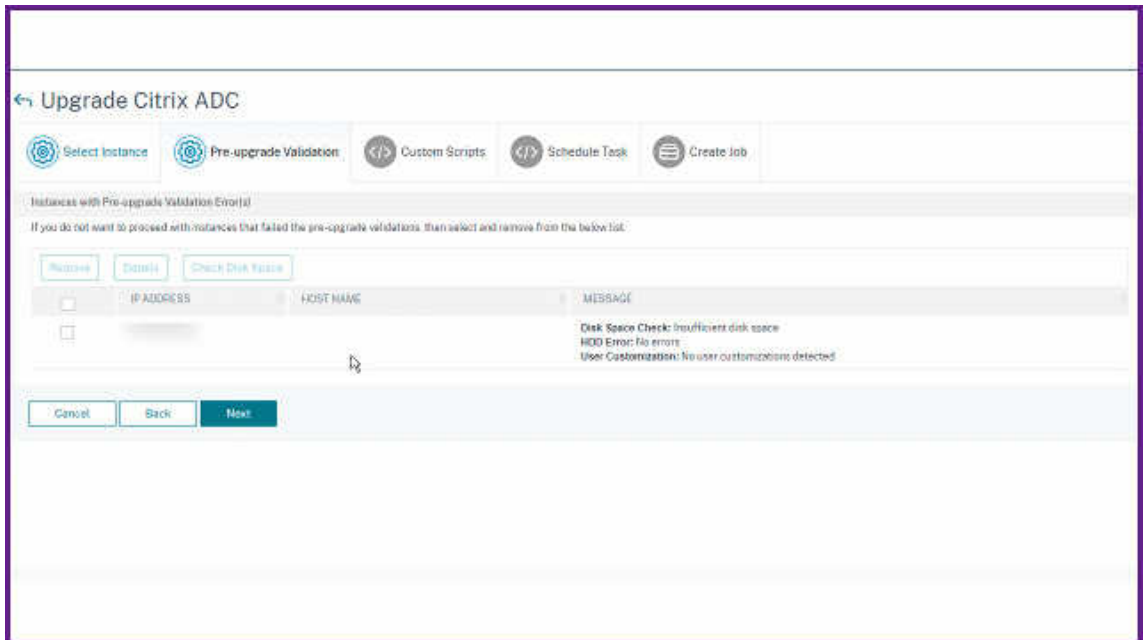 Upgrade Citrix ADC
Select Instance Pre-upgrade Validation Custom Scripts Schedule Task Create Job
Instances with Pre-upgrade Validation Error(s)
If you do not want to proceed with instances that failed the pre-upgrade validations, then select and remove from the below list.
Remove Details Check Disk Space
IP ADDRESS HOST NAME MESSAGE
Disk Space Check: Insufficient disk space
HDD Error: No errors
User Customization: No user customizations detected
Cancel Back Next